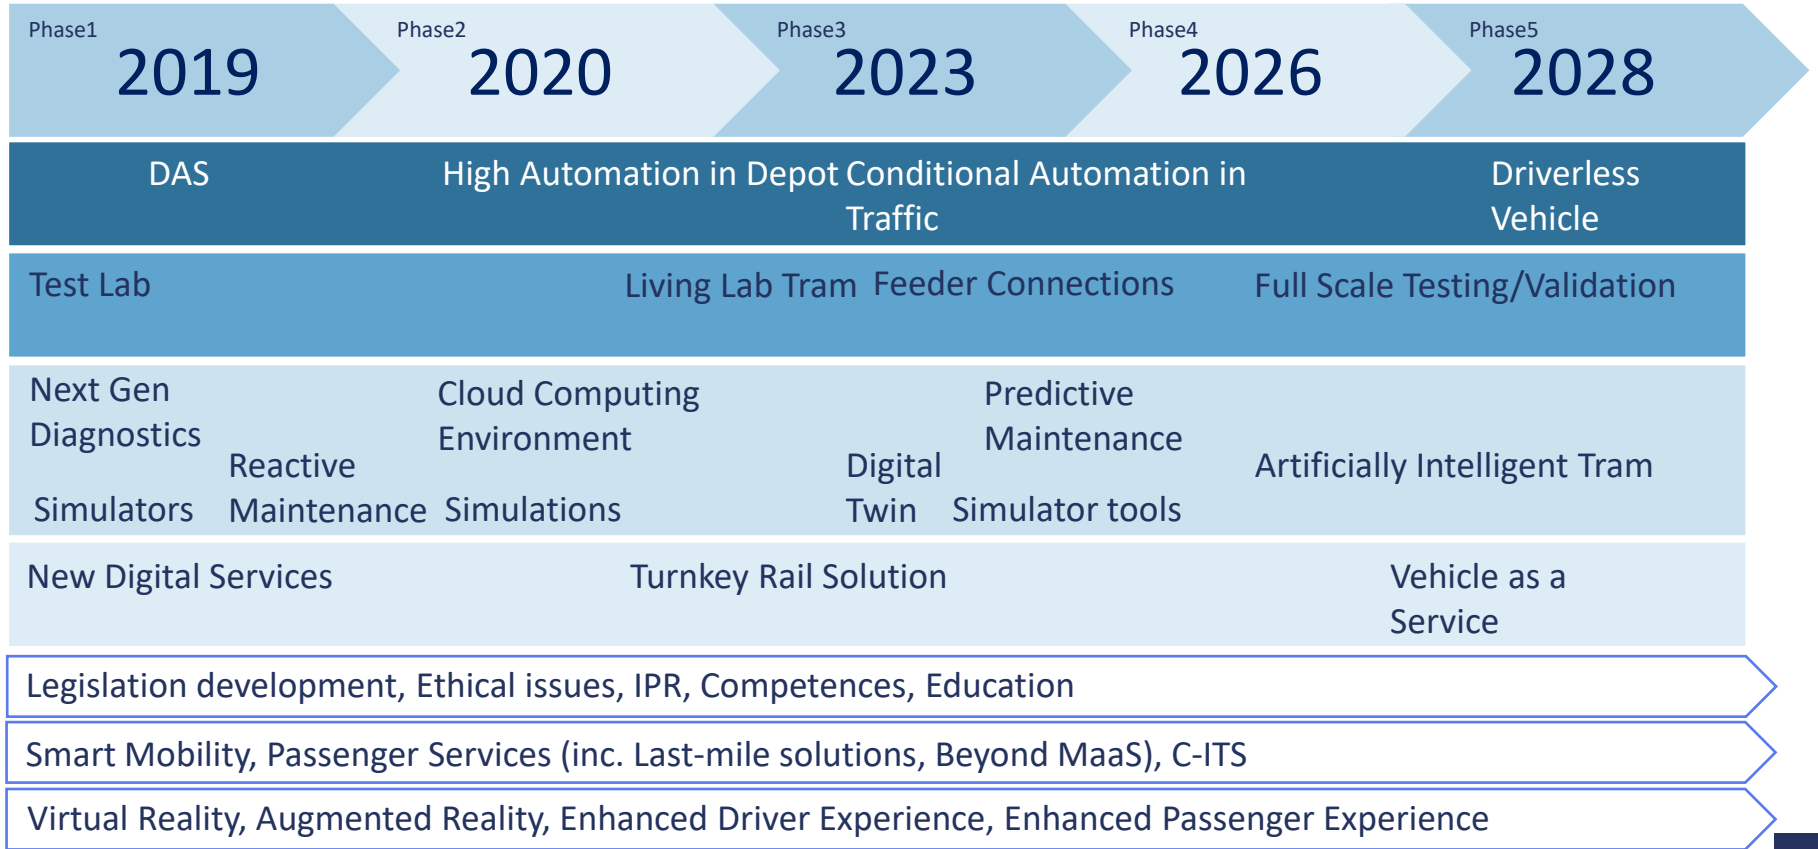 Phase1
2019
Phase2
2020
Phase3
2023
Phase4
2026
Phase5
2028
DAS
High Automation in Depot
Conditional Automation in
Traffic
Driverless
Vehicle
Test Lab
Living Lab Tram
Feeder Connections
Full Scale Testing/Validation
Next Gen
Diagnostics
Simulators
Reactive
Maintenance
Cloud Computing
Environment
Simulations
Digital
Twin
Predictive
Maintenance
Simulator tools
Artificially Intelligent Tram
New Digital Services
Turnkey Rail Solution
Vehicle as a
Service
Legislation development, Ethical issues, IPR, Competences, Education
Smart Mobility, Passenger Services (inc. Last-mile solutions, Beyond MaaS), C-ITS
Virtual Reality, Augmented Reality, Enhanced Driver Experience, Enhanced Passenger Experience